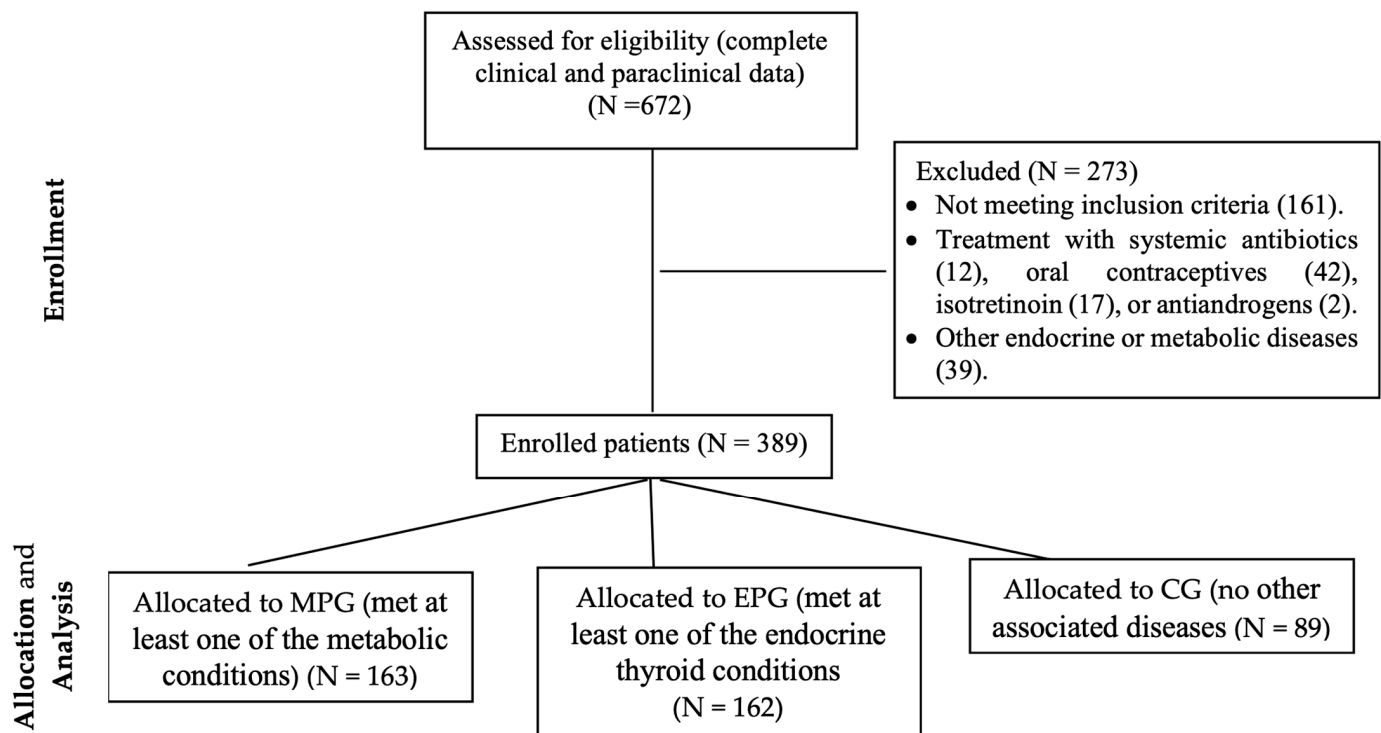 Assessed for eligibility (complete
clinical and paraclinical data)
(N =672)
Enrollment
Excluded (N = 273)
• Not meeting inclusion criteria (161).
• Treatment with systemic antibiotics
(12), oral contraceptives (42),
isotretinoin (17), or antiandrogens (2).
• Other endocrine or metabolic diseases
(39).
Enrolled patients (N = 389)
Allocation and
Analysis
Allocated to MPG (met at
least one of the metabolic
conditions) (N = 163)
Allocated to EPG (met at
least one of the endocrine
thyroid conditions
(N = 162)
Allocated to CG (no other
associated diseases (N = 89)